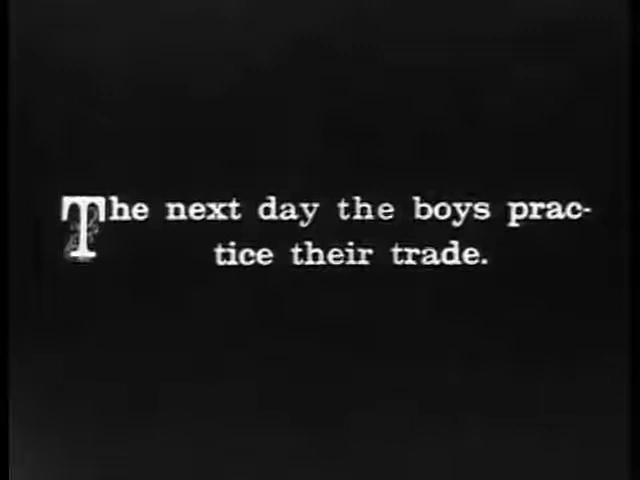 The next day the boys prac-
tice their trade.